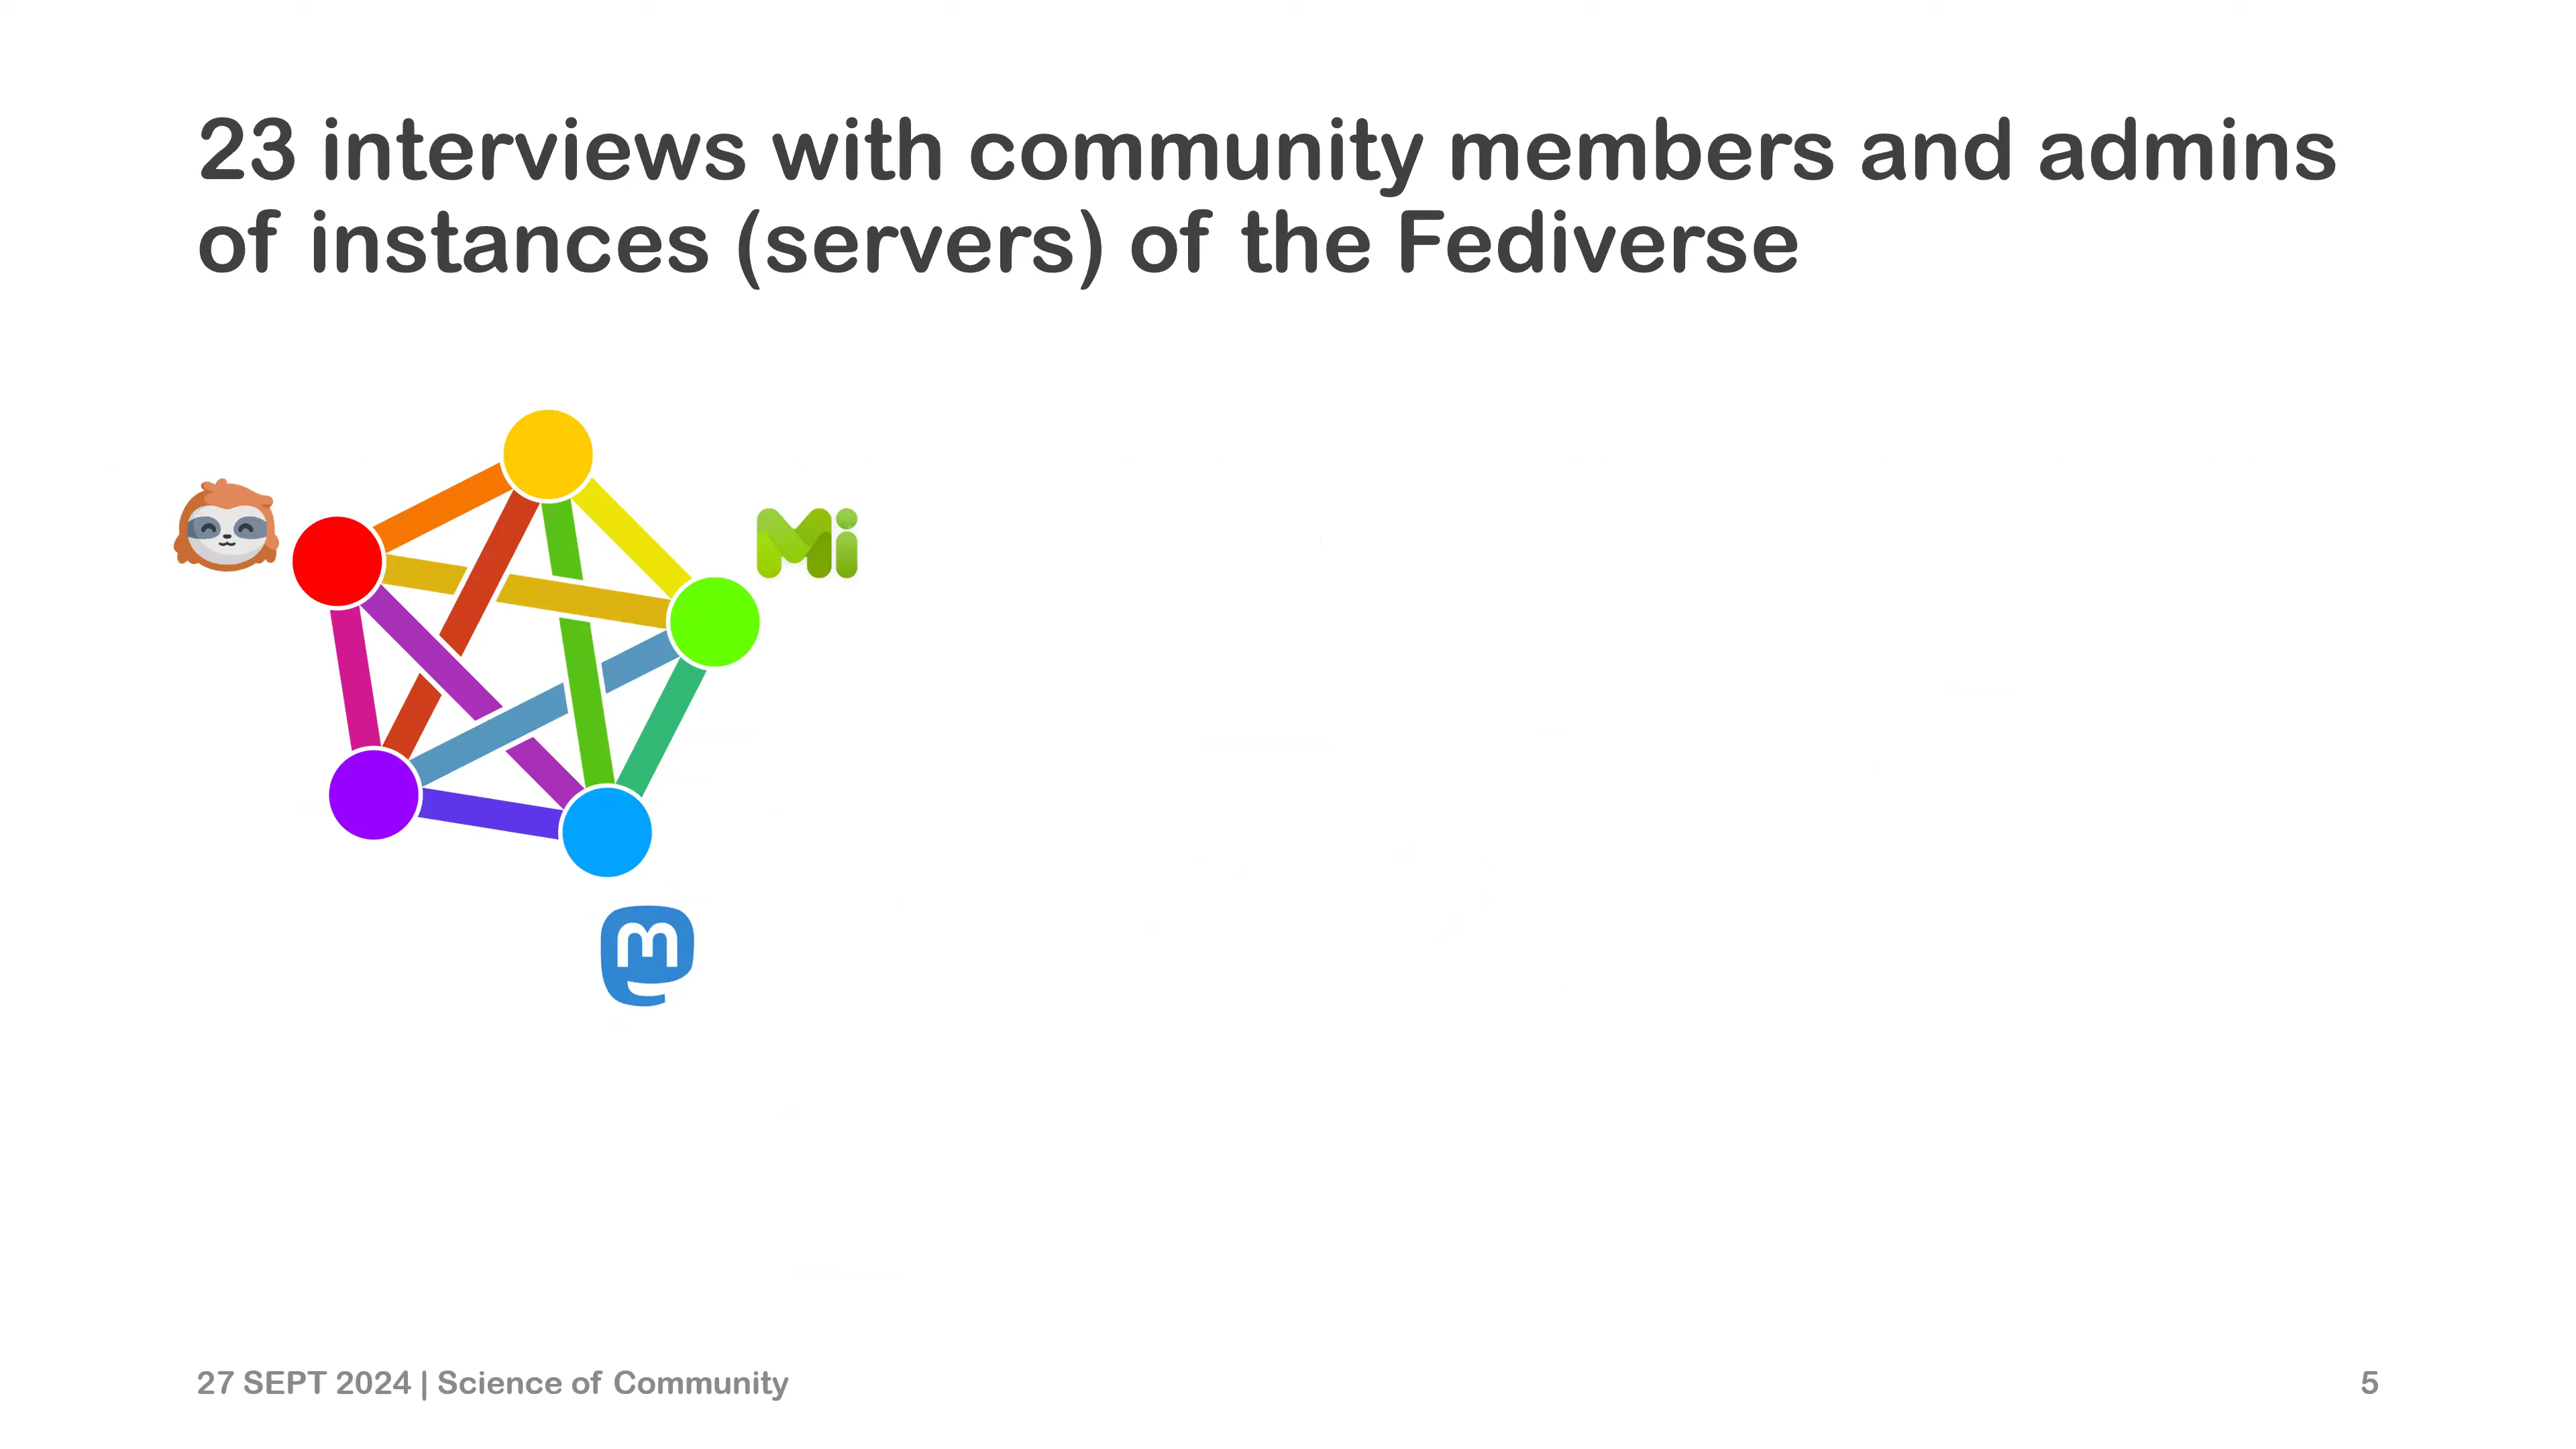 23 interviews with community members and admins
of instances (servers) of the Fediverse
Mi
m
27 SEPT 2024 | Science of Community
5